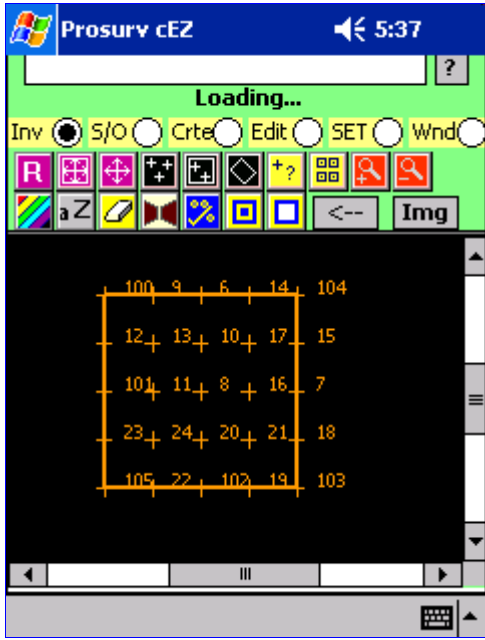 Prosurv cEZ 5:37
?
Loading...
Inv S/O Crte Edit SET Wnd
R +?
aZ % <-- Img
100 9 6 14 104
12 13 10 17 15
101 11 8 16 7
23 24 20 21 18
105 22 102 19 103